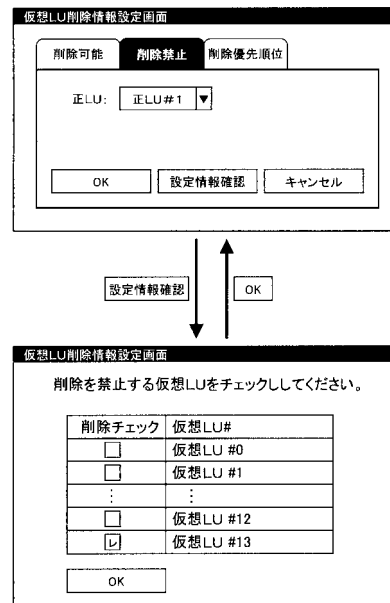 仮想LU削除情報設定画面
削除可能 削除禁止 削除優先順位
正LU: 正LU#1 ▼
OK 設定情報確認 キャンセル
設定情報確認 OK
仮想LU削除情報設定画面
削除を禁止する仮想LUをチェックしてください。
削除チェック 仮想LU#
仮想LU #0
仮想LU #1
⋮ ⋮
仮想LU #12
レ 仮想LU #13
OK